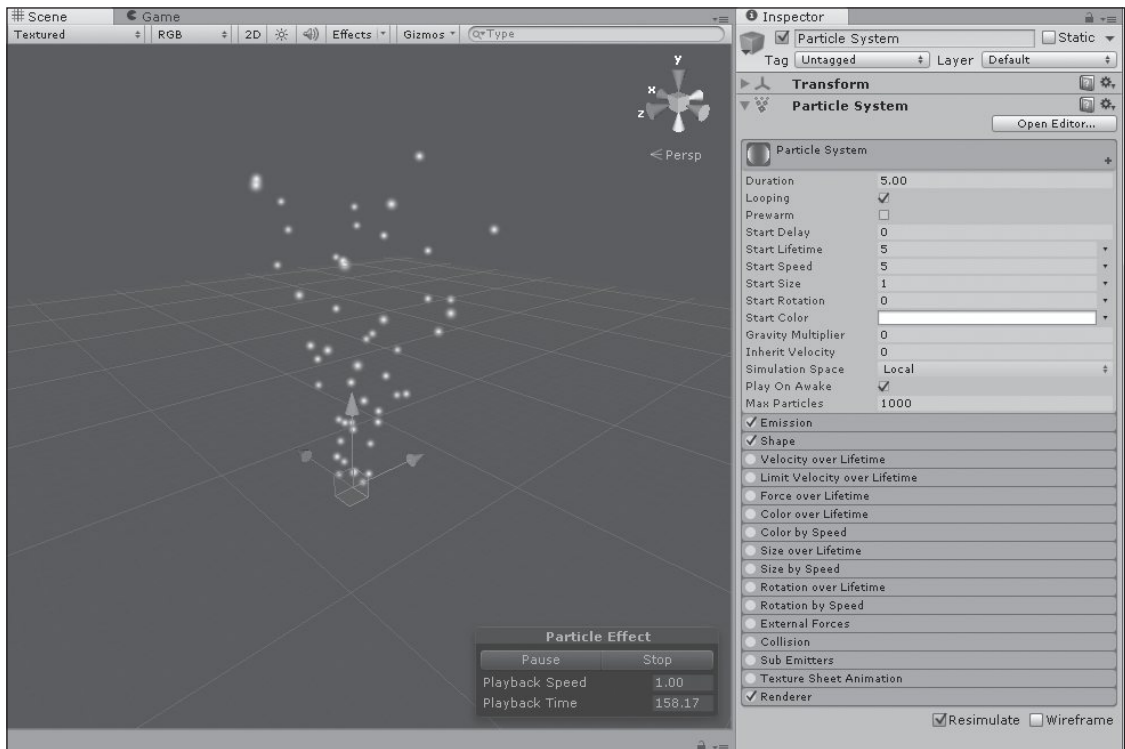 Scene Game
Textured RGB 2D Effects Gizmos Type
y
x
z
Persp
Particle Effect
Pause Stop
Playback Speed 1.00
Playback Time 158.17
Inspector
Particle System Static
Tag Untagged Layer Default
Transform
Particle System
Open Editor...
Particle System
Duration 5.00
Looping
Prewarm
Start Delay 0
Start Lifetime 5
Start Speed 5
Start Size 1
Start Rotation 0
Start Color
Gravity Multiplier 0
Inherit Velocity 0
Simulation Space Local
Play On Awake
Max Particles 1000
Emission
Shape
Velocity over Lifetime
Limit Velocity over Lifetime
Force over Lifetime
Color over Lifetime
Color by Speed
Size over Lifetime
Size by Speed
Rotation over Lifetime
Rotation by Speed
External Forces
Collision
Sub Emitters
Texture Sheet Animation
Renderer
Resimulate Wireframe